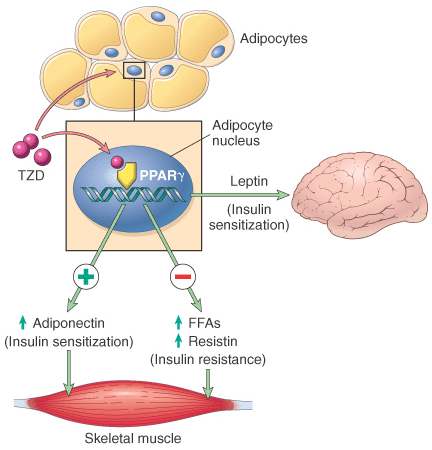 Adipocytes
Adipocyte
nucleus
TZD
PPARγ
Leptin
(Insulin
sensitization)
+
−
Adiponectin
(Insulin sensitization)
FFAs
Resistin
(Insulin resistance)
Skeletal muscle